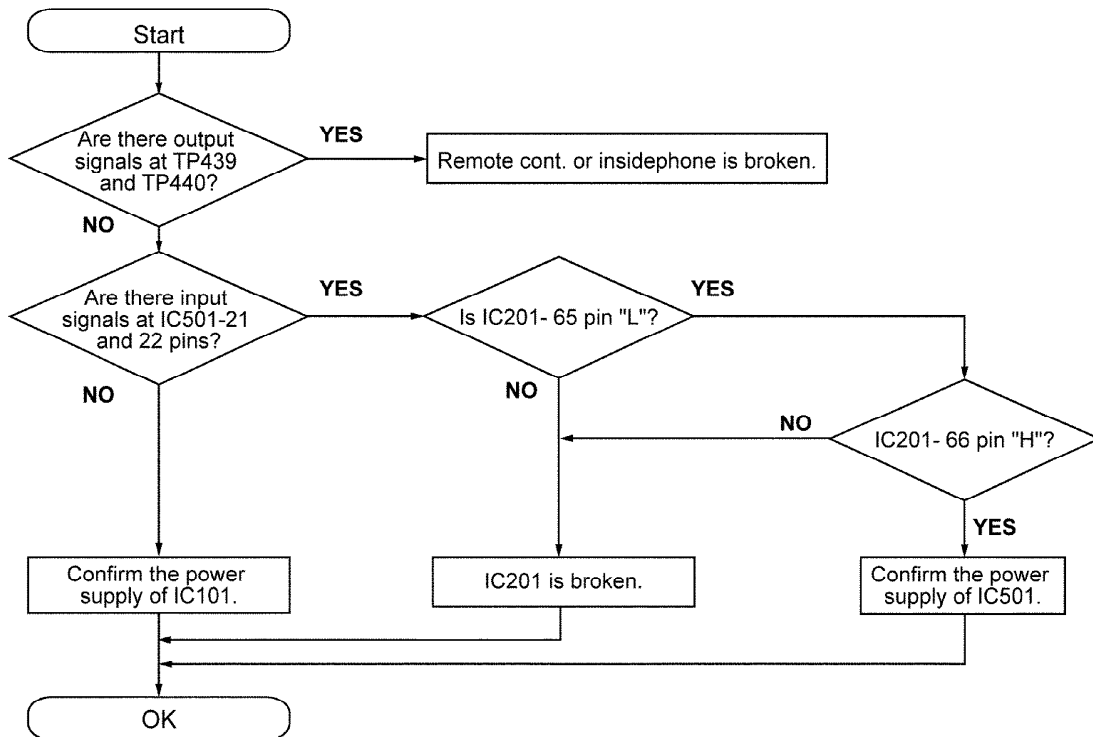 Start
Are there output
signals at TP439
and TP440?
YES
Remote cont. or insidephone is broken.
NO
Are there input
signals at IC501-21
and 22 pins?
YES
Is IC201- 65 pin "L"?
YES
NO
NO
NO
IC201- 66 pin "H"?
YES
Confirm the power
supply of IC101.
IC201 is broken.
Confirm the power
supply of IC501.
OK